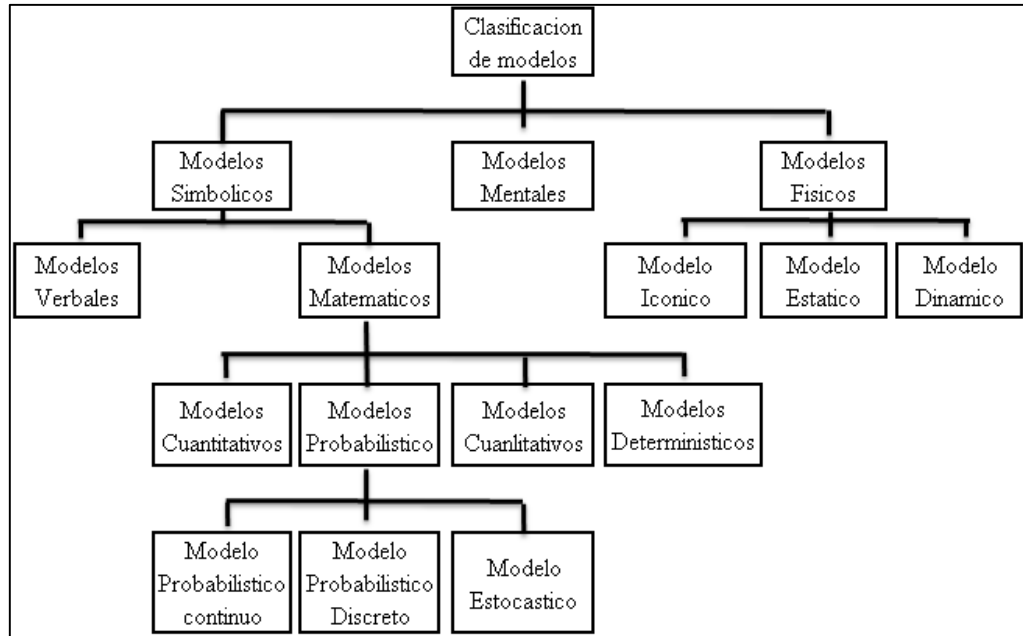 Clasificacion
de modelos
Modelos
Simbolicos
Modelos
Mentales
Modelos
Fisicos
Modelos
Verbales
Modelos
Matematicos
Modelo
Iconico
Modelo
Estatico
Modelo
Dinamico
Modelos
Cuantitativos
Modelos
Probabilistico
Modelos
Cuanlitativos
Modelos
Deterministicos
Modelo
Probabilistico
continuo
Modelo
Probabilistico
Discreto
Modelo
Estocastico